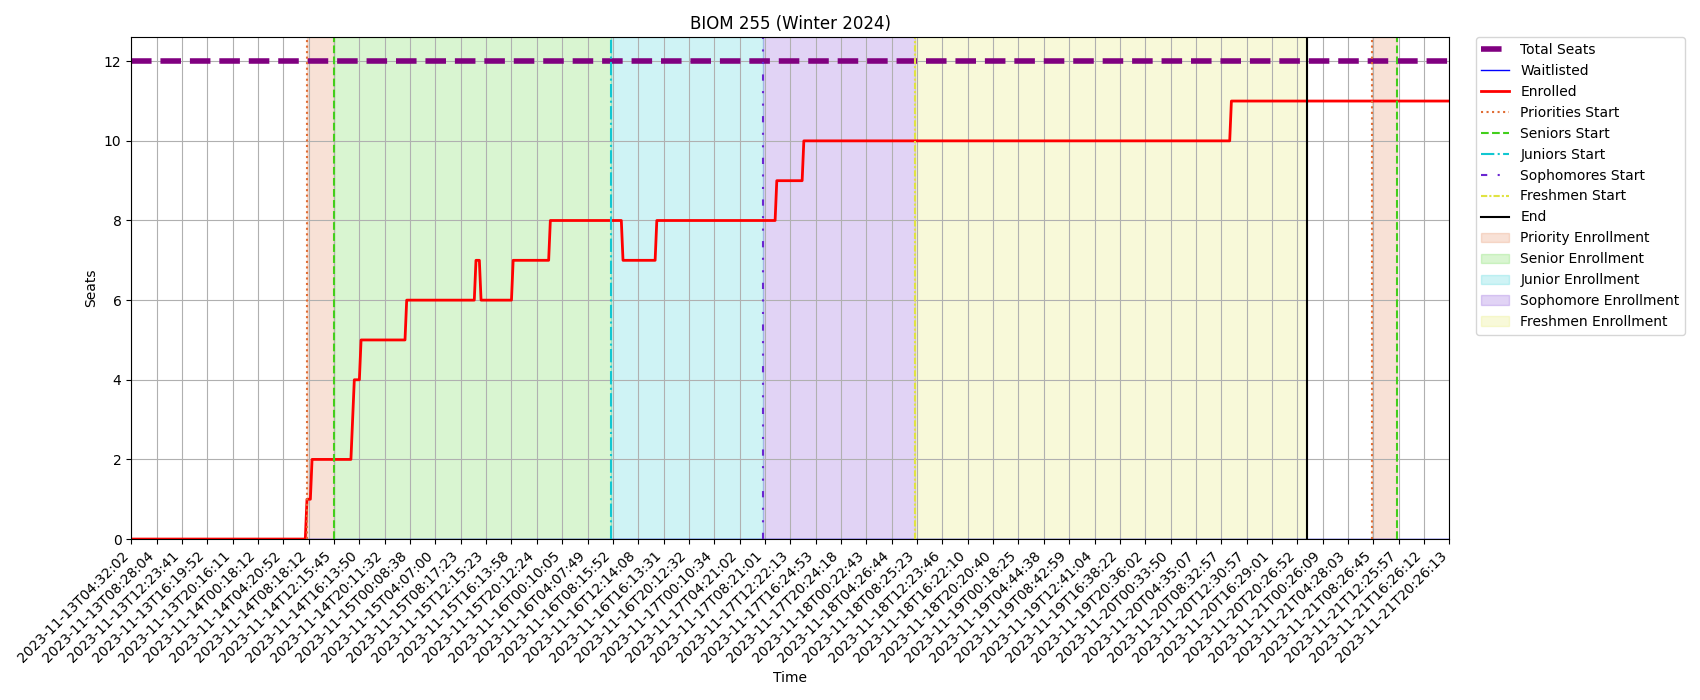 BIOM 255 (Winter 2024)
12
10
8
6
4
2
0
Seats
2023-11-13T04:32:02
2023-11-13T08:28:04
2023-11-13T12:23:41
2023-11-13T16:19:52
2023-11-13T20:16:11
2023-11-14T00:18:12
2023-11-14T04:20:52
2023-11-14T08:18:12
2023-11-14T12:15:45
2023-11-14T16:13:50
2023-11-14T20:11:32
2023-11-15T00:08:38
2023-11-15T04:07:00
2023-11-15T08:17:23
2023-11-15T12:15:23
2023-11-15T16:13:58
2023-11-15T20:12:24
2023-11-16T00:10:05
2023-11-16T04:07:49
2023-11-16T08:15:52
2023-11-16T12:14:08
2023-11-16T16:13:31
2023-11-16T20:12:32
2023-11-17T00:10:34
2023-11-17T04:21:02
2023-11-17T08:21:01
2023-11-17T12:22:13
2023-11-17T16:24:53
2023-11-17T20:24:18
2023-11-18T00:22:43
2023-11-18T04:26:44
2023-11-18T08:25:23
2023-11-18T12:23:46
2023-11-18T16:22:10
2023-11-18T20:20:40
2023-11-19T00:18:25
2023-11-19T04:44:38
2023-11-19T08:42:59
2023-11-19T12:41:04
2023-11-19T16:38:22
2023-11-19T20:36:02
2023-11-20T00:33:50
2023-11-20T04:35:07
2023-11-20T08:32:57
2023-11-20T12:30:57
2023-11-20T16:29:01
2023-11-20T20:26:52
2023-11-21T00:26:09
2023-11-21T04:28:03
2023-11-21T08:26:45
2023-11-21T12:25:57
2023-11-21T16:26:12
2023-11-21T20:26:13
Time
Total Seats
Waitlisted
Enrolled
Priorities Start
Seniors Start
Juniors Start
Sophomores Start
Freshmen Start
End
Priority Enrollment
Senior Enrollment
Junior Enrollment
Sophomore Enrollment
Freshmen Enrollment